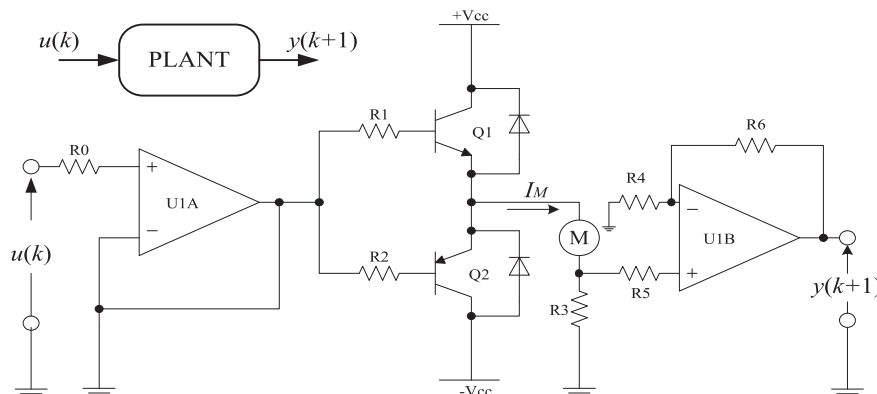 +Vcc
u(k)
PLANT
y(k+1)
R1
Q1
R6
R0
+
U1A
−
I_M
R4
−
M
U1B
u(k)
R2
Q2
R5
+
y(k+1)
R3
-Vcc